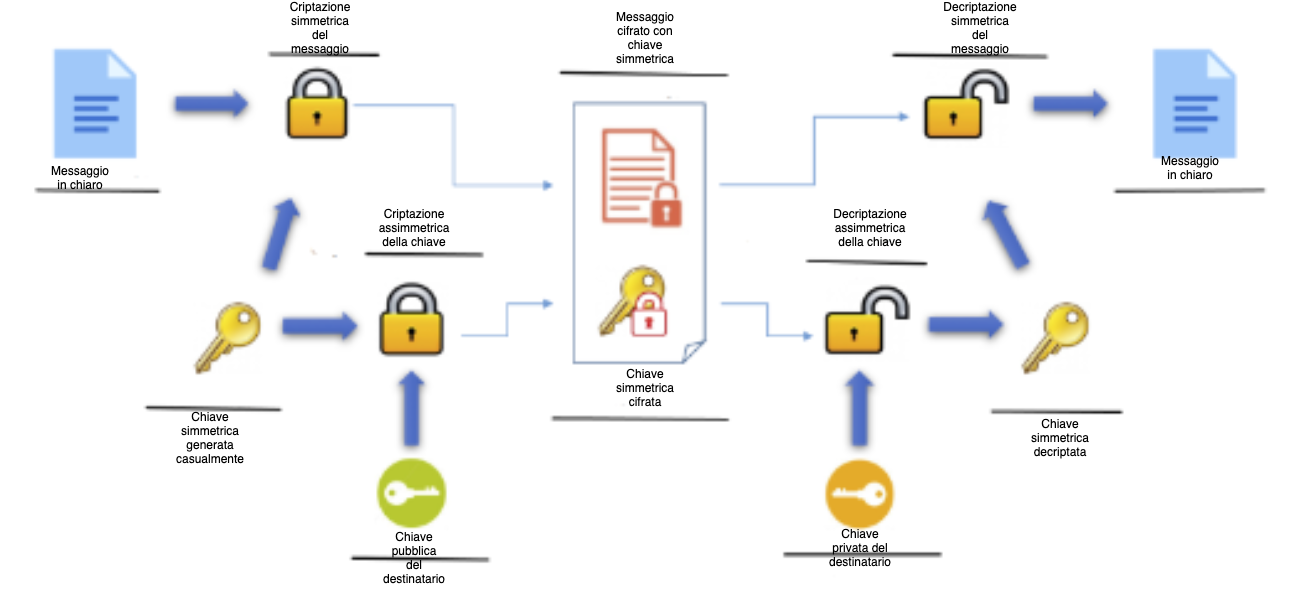 Criptazione
simmetrica
del
messaggio
Messaggio
cifrato con
chiave
simmetrica
Decriptazione
simmetrica
del
messaggio
Messaggio
in chiaro
Messaggio
in chiaro
Criptazione
assimmetrica
della chiave
Decriptazione
assimmetrica
della chiave
Chiave
simmetrica
cifrata
Chiave
simmetrica
generata
casualmente
Chiave
simmetrica
decriptata
Chiave
pubblica
del
destinatario
Chiave
privata del
destinatario